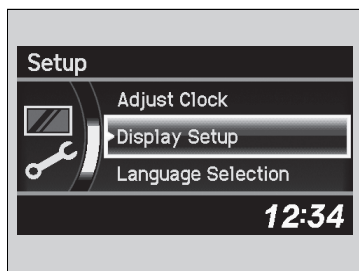 Setup
Adjust Clock
Display Setup
Language Selection
12:34